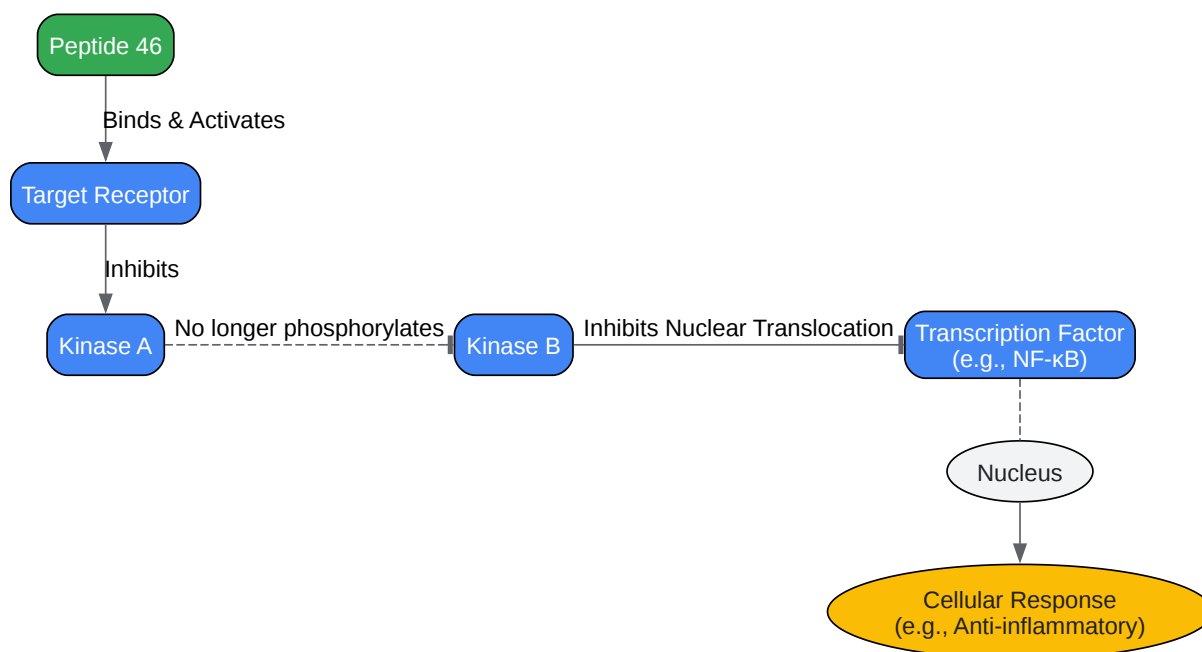 Peptide 46
Binds & Activates
Target Receptor
Inhibits
Kinase A
No longer phosphorylates
Kinase B
Inhibits Nuclear Translocation
Transcription Factor
(e.g., NF-κB)
Nucleus
Cellular Response
(e.g., Anti-inflammatory)